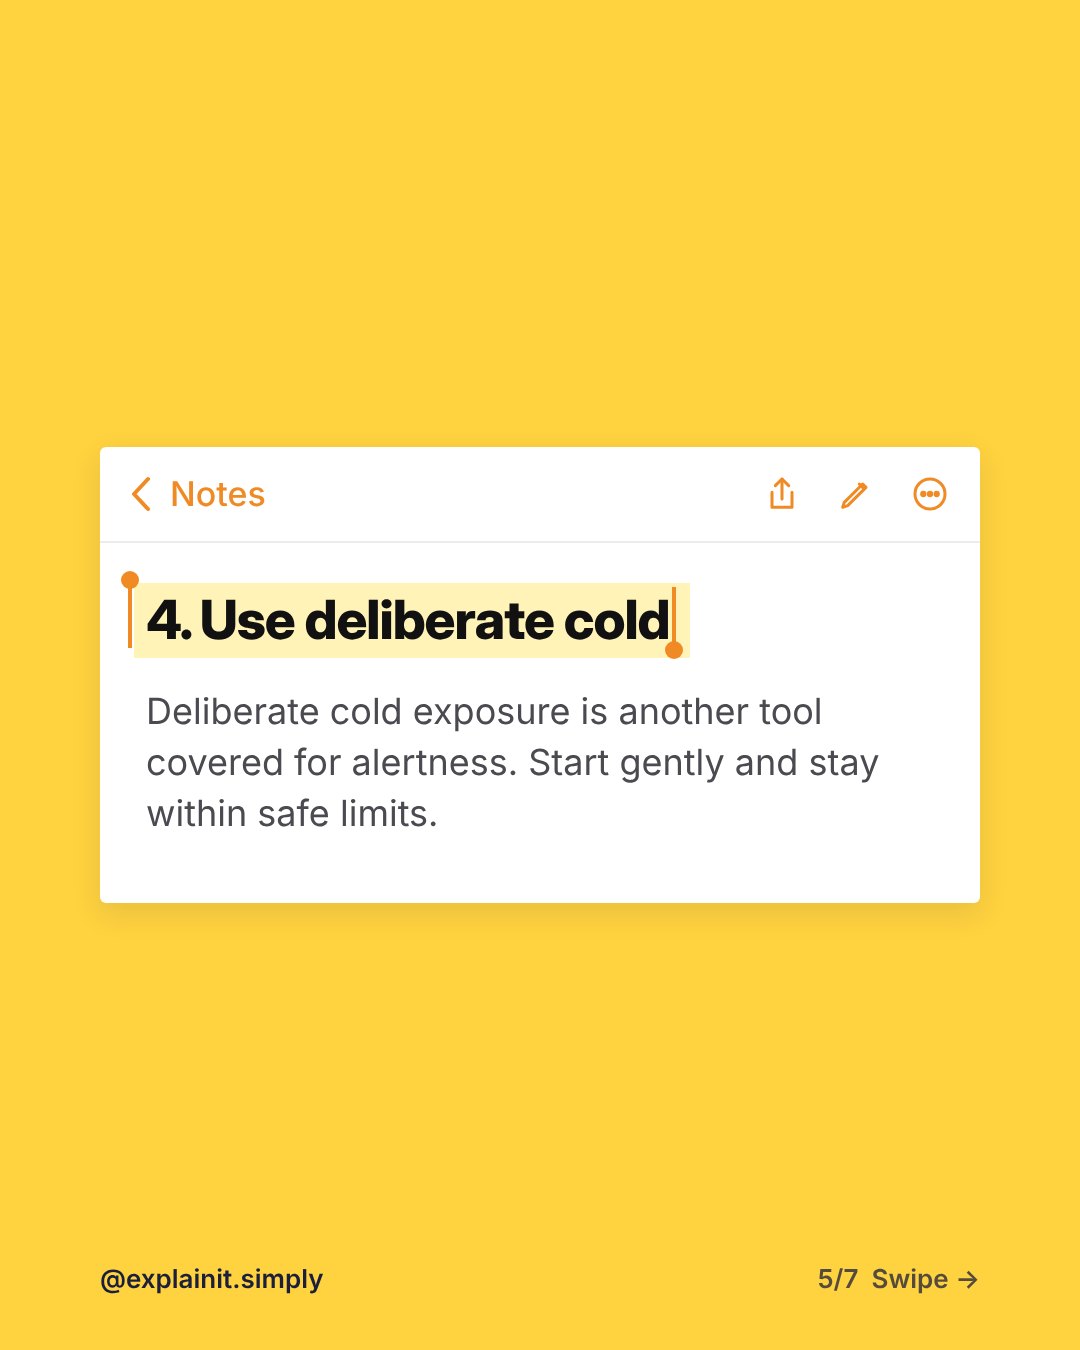 Notes
4. Use deliberate cold
Deliberate cold exposure is another tool
covered for alertness. Start gently and stay
within safe limits.
@explainit.simply
5/7 Swipe →